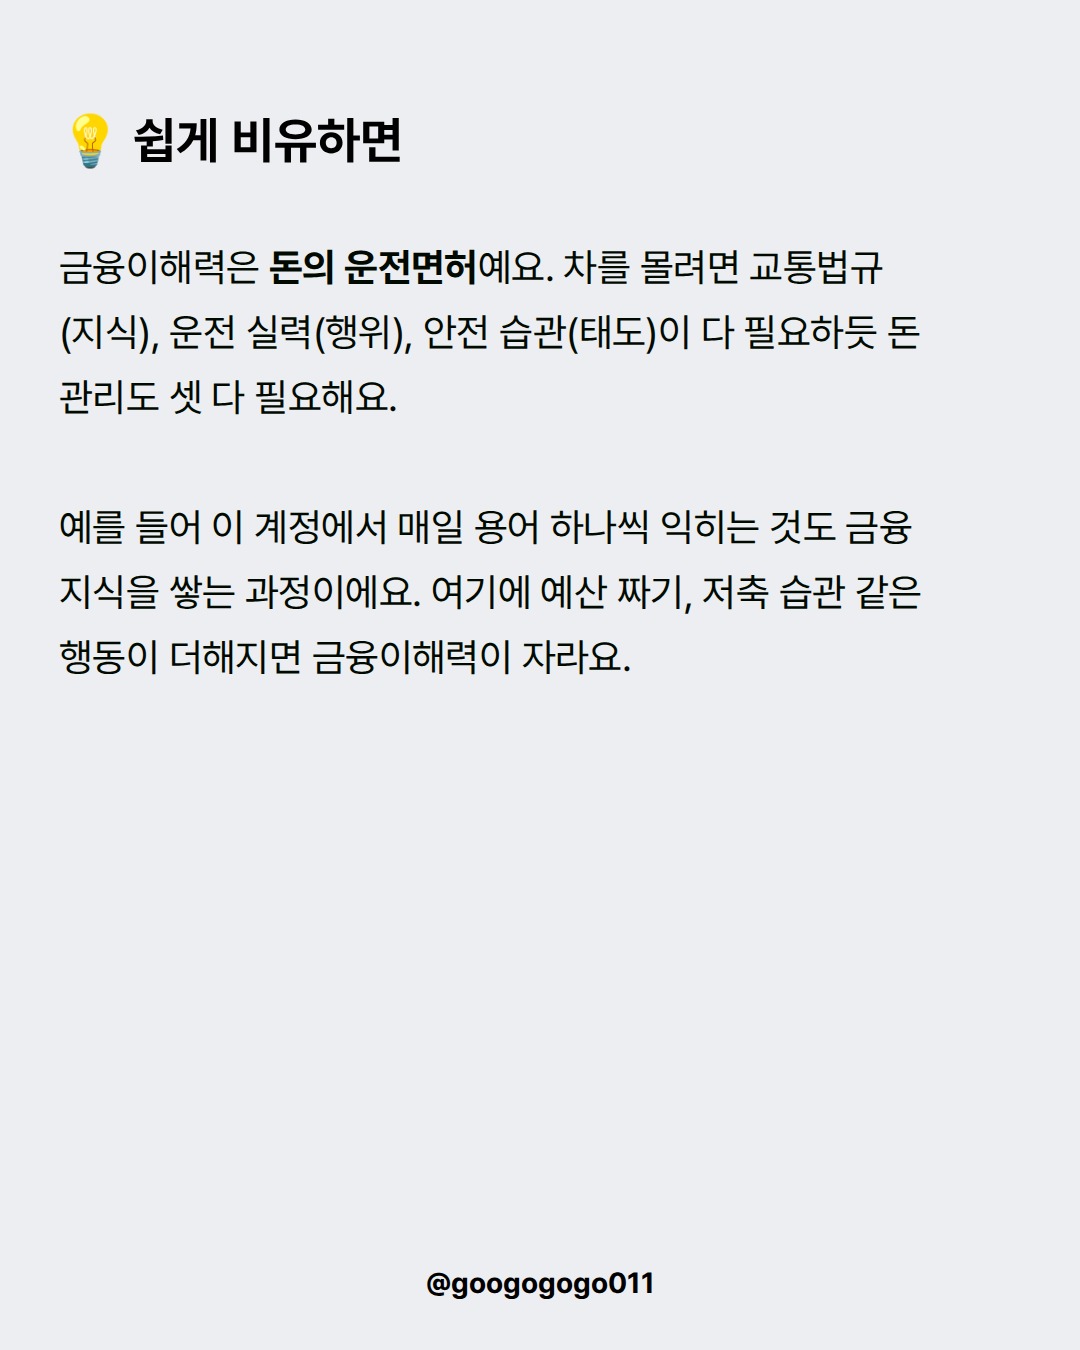 💡 쉽게 비유하면
금융이해력은 돈의 운전면허예요. 차를 몰려면 교통법규
(지식), 운전 실력(행위), 안전 습관(태도)이 다 필요하듯 돈
관리도 셋 다 필요해요.
예를 들어 이 계정에서 매일 용어 하나씩 익히는 것도 금융
지식을 쌓는 과정이에요. 여기에 예산 짜기, 저축 습관 같은
행동이 더해지면 금융이해력이 자라요.
@googogogo011